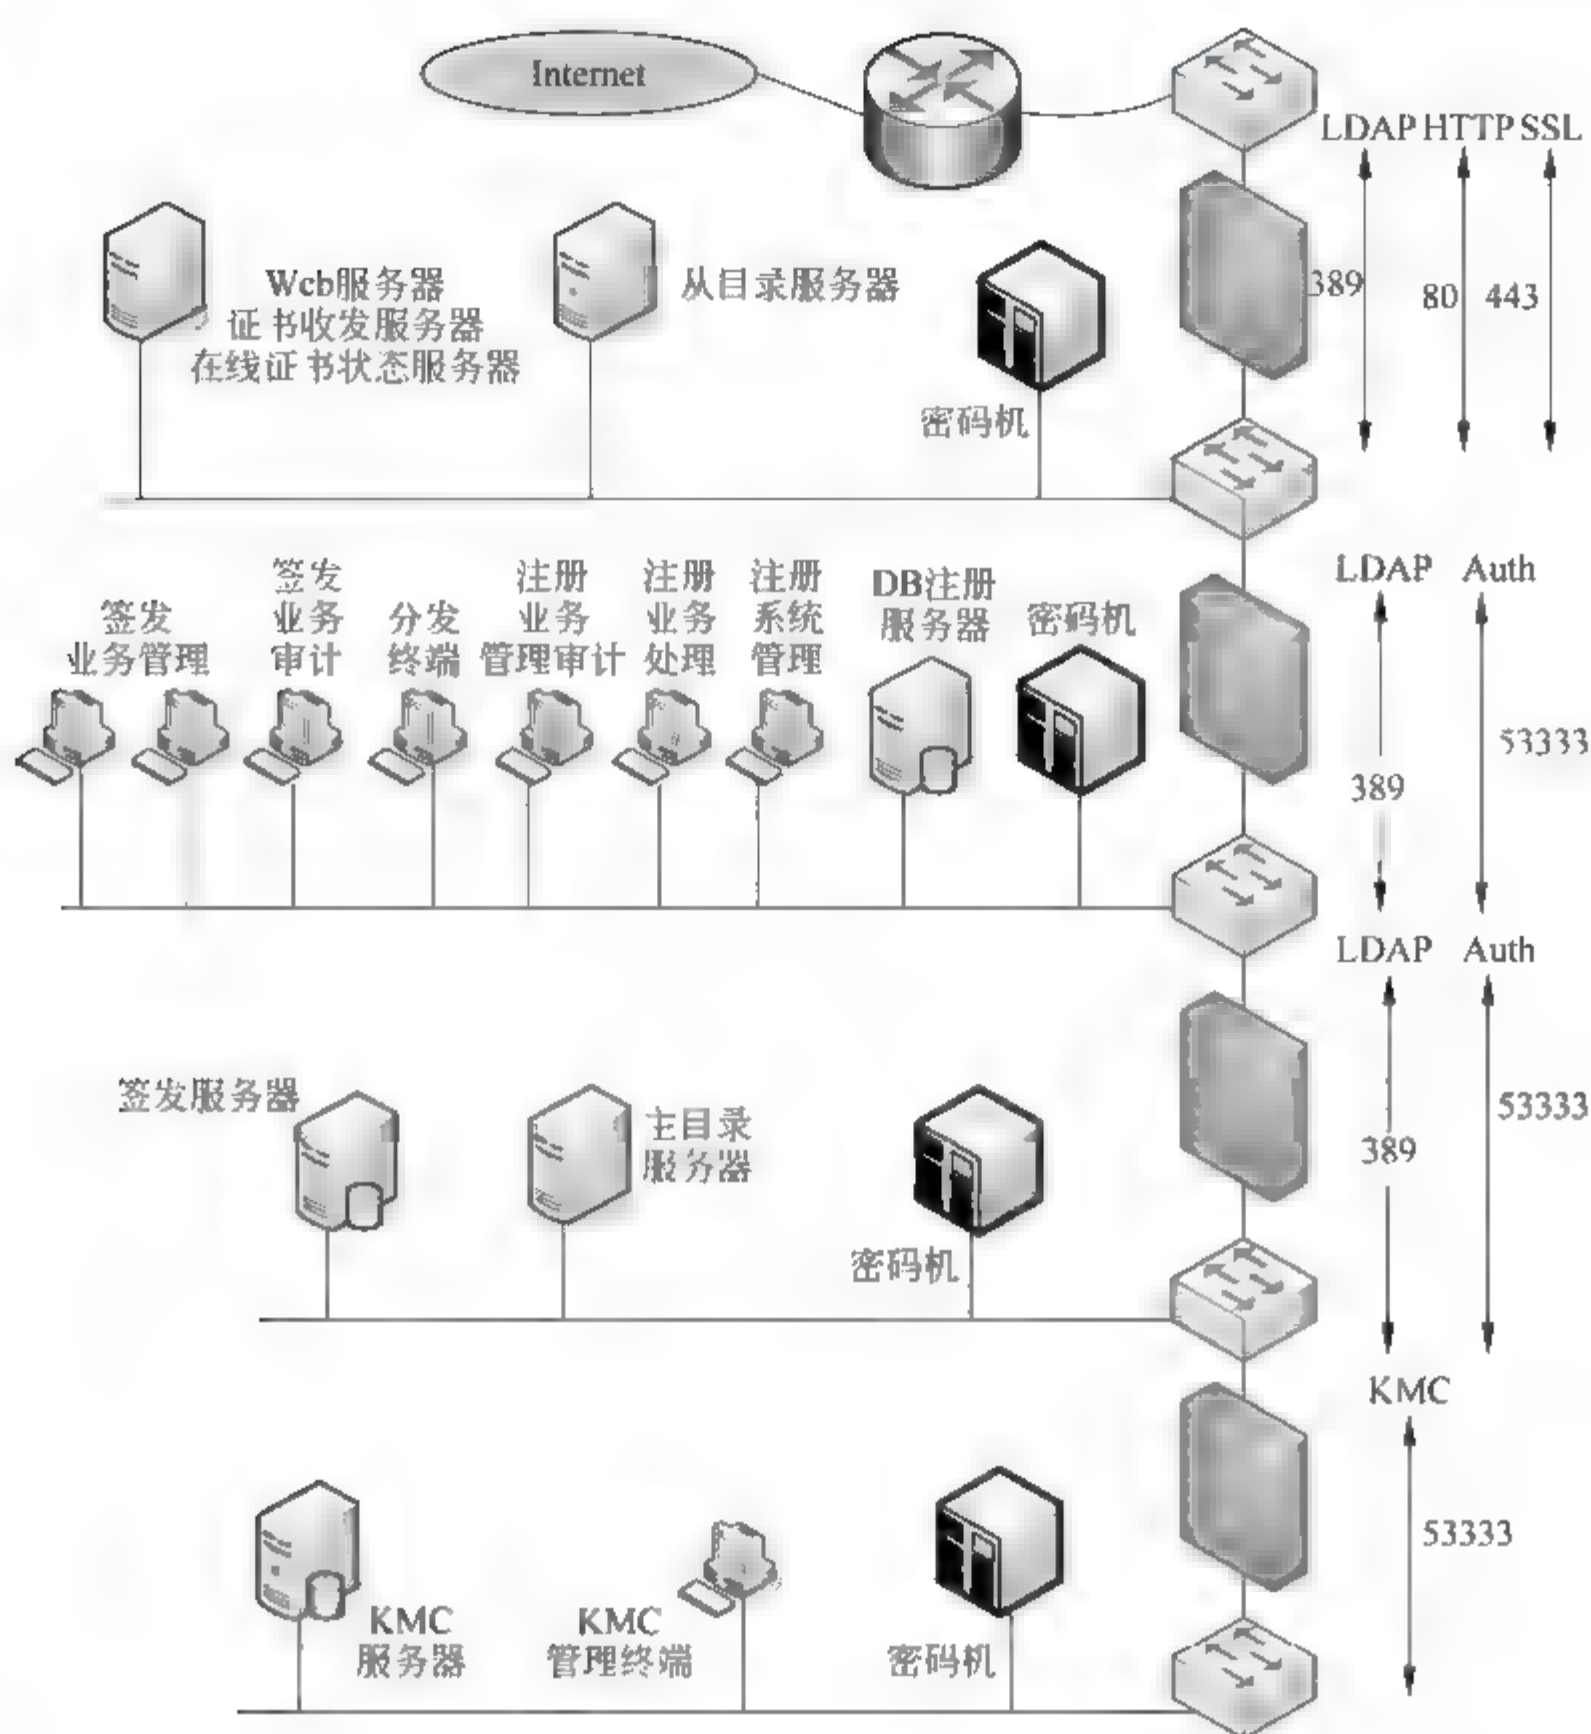 Internet
LDAP HTTP SSL
Web服务器
证书收发服务器
在线证书状态服务器
从目录服务器
密码机
389
80
443
签发
业务管理
签发
业务
审计
分发
终端
注册
业务
管理审计
注册
业务
处理
注册
系统
管理
DB注册
服务器
密码机
LDAP Auth
389
53333
LDAP Auth
签发服务器
主目录
服务器
密码机
389
53333
KMC
53333
KMC
服务器
KMC
管理终端
密码机